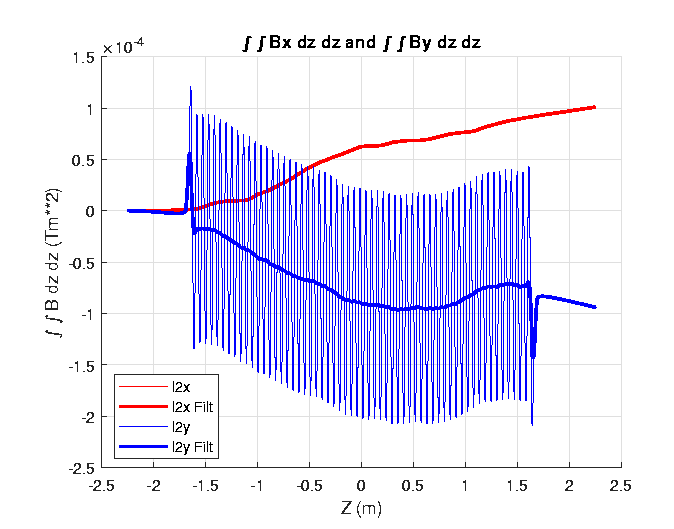 ∫ ∫ Bx dz dz and ∫ ∫ By dz dz
×10-4
1.5
1
0.5
0
-0.5
-1
-1.5
-2
-2.5
∫ ∫ B dz dz (Tm**2)
I2x
I2x Filt
I2y
I2y Filt
-2.5 -2 -1.5 -1 -0.5 0 0.5 1 1.5 2 2.5
Z (m)